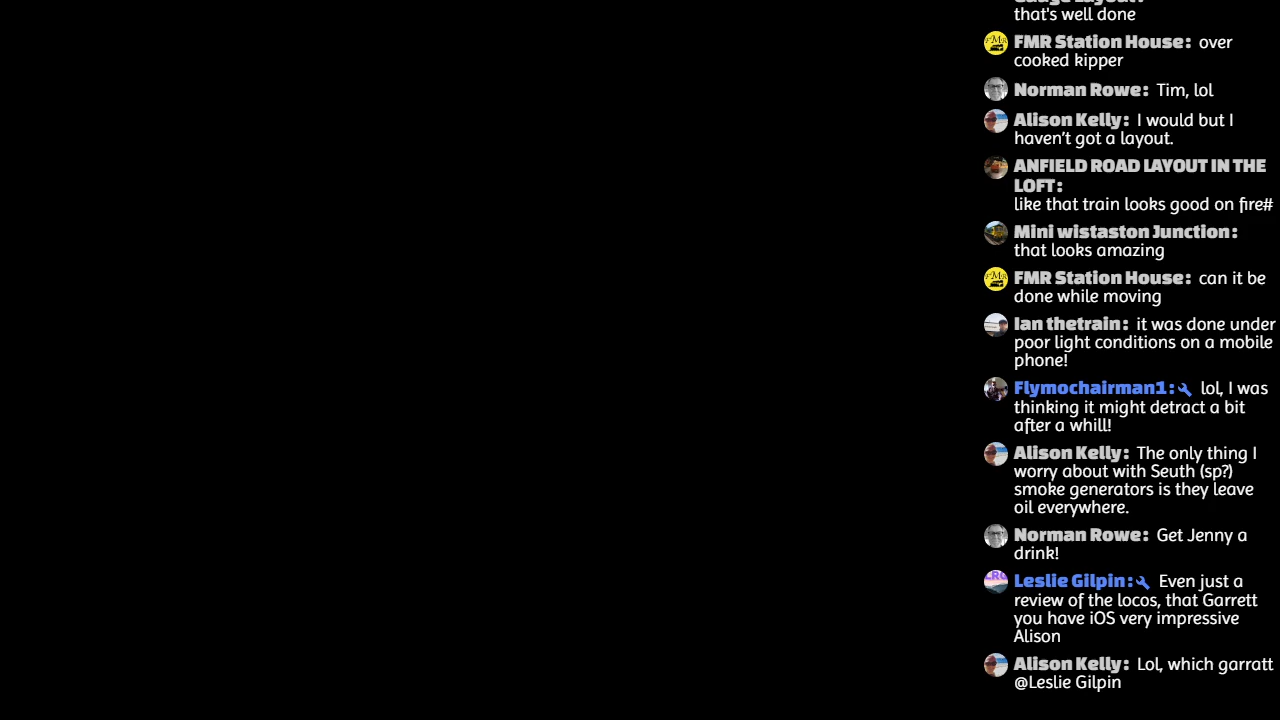 that's well done
FMR Station House: over
cooked kipper
Norman Rowe: Tim, lol
Alison Kelly: I would but I
haven't got a layout.
ANFIELD ROAD LAYOUT IN THE
LOFT:
like that train looks good on fire#
Mini wistaston Junction:
that looks amazing
FMR Station House: can it be
done while moving
Ian thetrain: it was done under
poor light conditions on a mobile
phone!
Flymochairman1: lol, I was
thinking it might detract a bit
after a whill!
Alison Kelly: The only thing I
worry about with Seuth (sp?)
smoke generators is they leave
oil everywhere.
Norman Rowe: Get Jenny a
drink!
Leslie Gilpin: Even just a
review of the locos, that Garrett
you have iOS very impressive
Alison
Alison Kelly: Lol, which garratt
@Leslie Gilpin